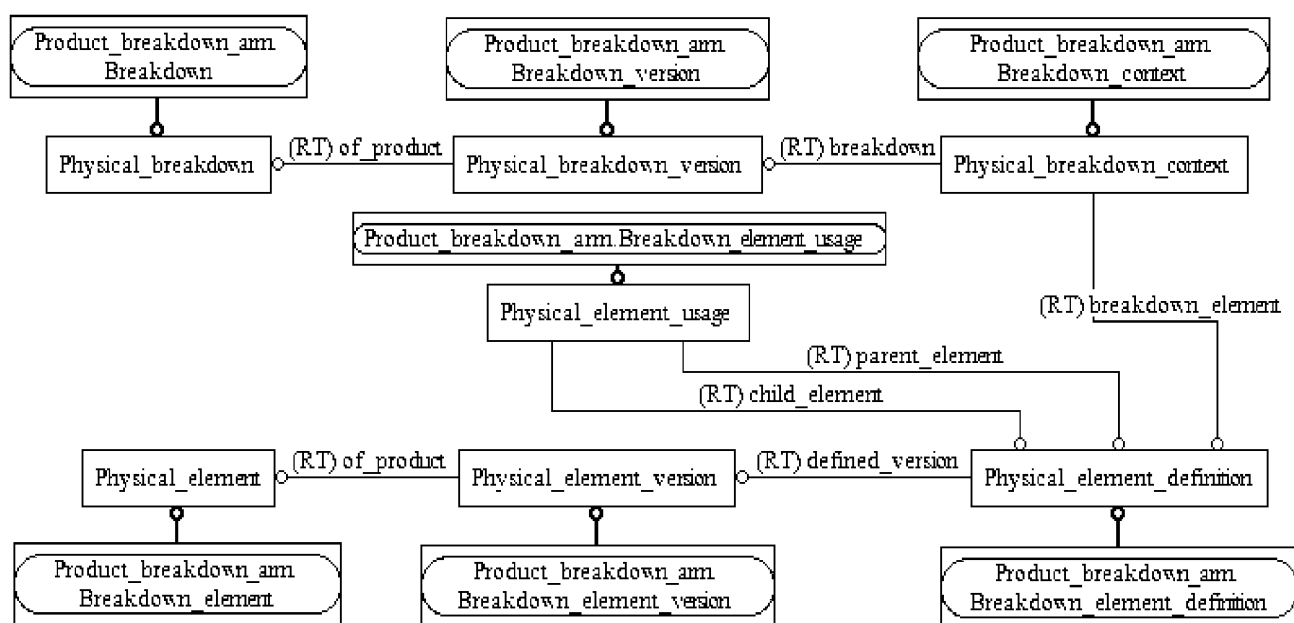 Product_breakdown_arm.
Breakdown
Product_breakdown_arm.
Breakdown_version
Product_breakdown_arm.
Breakdown_context
Physical_breakdown
(RT) of_product
Physical_breakdown_version
(RT) breakdown
Physical_breakdown_context
Product_breakdown_arm.Breakdown_element_usage
Physical_element_usage
(RT) breakdown_element
(RT) parent_element
(RT) child_element
Physical_element
(RT) of_product
Physical_element_version
(RT) defined_version
Physical_element_definition
Product_breakdown_arm.
Breakdown_element
Product_breakdown_arm.
Breakdown_element_version
Product_breakdown_arm.
Breakdown_element_definition